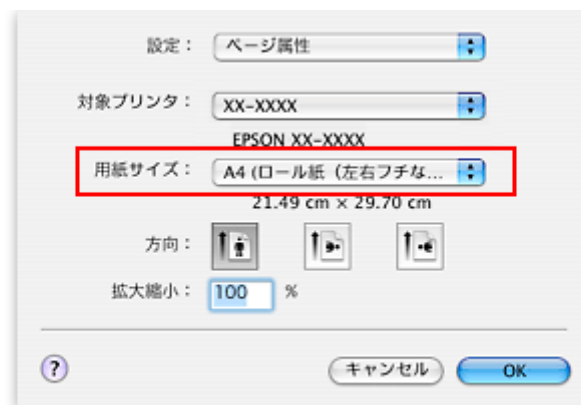 設定： ページ属性
対象プリンタ： XX-XXXX
EPSON XX-XXXX
用紙サイズ： A4 (ロール紙（左右フチな...
21.49 cm × 29.70 cm
方向：
拡大縮小： 100 %
? キャンセル OK